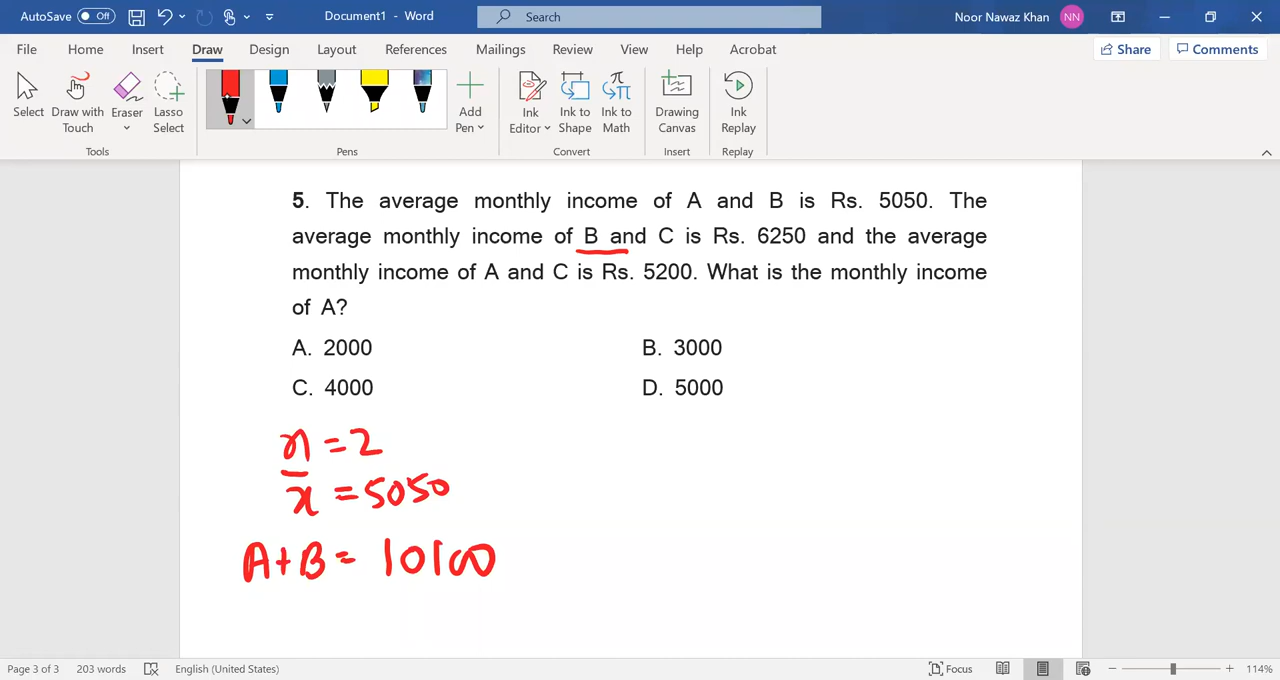 AutoSave Off Document1 - Word Search Noor Nawaz Khan NN
File Home Insert Draw Design Layout References Mailings Review View Help Acrobat Share Comments
Select Draw with Touch Eraser Lasso Select Add Pen Ink Editor Ink to Shape Ink to Math Drawing Canvas Ink Replay
Tools Pens Convert Insert Replay
5. The average monthly income of A and B is Rs. 5050. The
average monthly income of B and C is Rs. 6250 and the average
monthly income of A and C is Rs. 5200. What is the monthly income
of A?
A. 2000 B. 3000
C. 4000 D. 5000
n = 2
x̅ = 5050
A+B = 10100
Page 3 of 3 203 words English (United States) Focus 114%